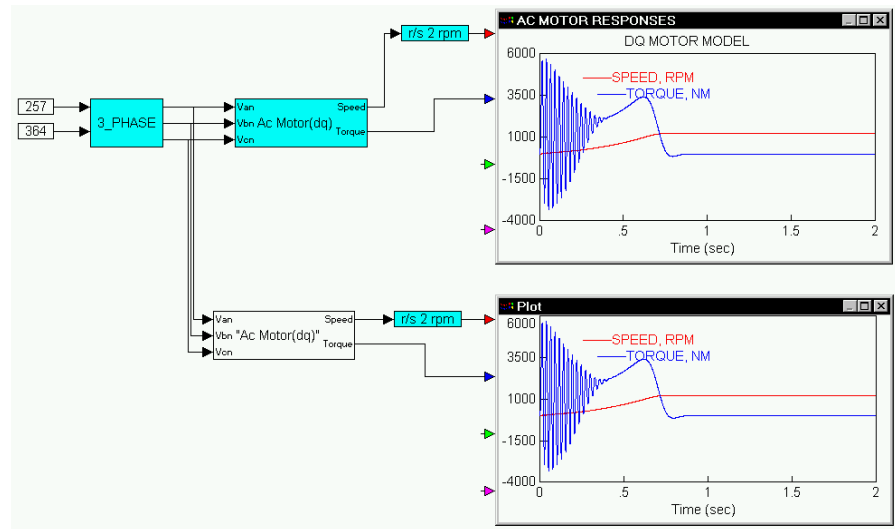 r/s 2 rpm
257
364
3_PHASE
Van
Vbn
Vcn
Ac Motor(dq)
Speed
Torque
AC MOTOR RESPONSES
DQ MOTOR MODEL
SPEED, RPM
TORQUE, NM
6000
3500
1000
-1500
-4000
0
.5
1
1.5
2
Time (sec)
Van
Vbn
Vcn
"Ac Motor(dq)"
Speed
Torque
r/s 2 rpm
Plot
SPEED, RPM
TORQUE, NM
6000
3500
1000
-1500
-4000
0
.5
1
1.5
2
Time (sec)